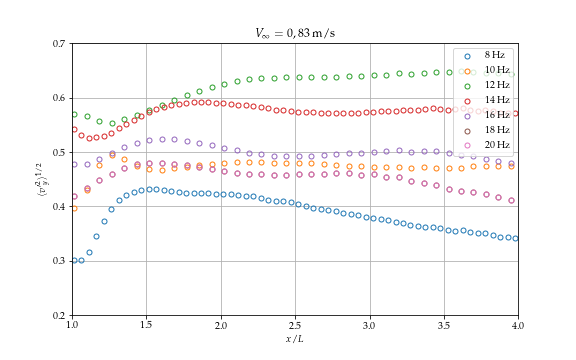 V∞ = 0, 83 m/s
0.7
0.6
0.5
0.4
0.3
0.2
⟨v′²_y⟩^1/2
1.0 1.5 2.0 2.5 3.0 3.5 4.0
x/L
8 Hz
10 Hz
12 Hz
14 Hz
16 Hz
18 Hz
20 Hz